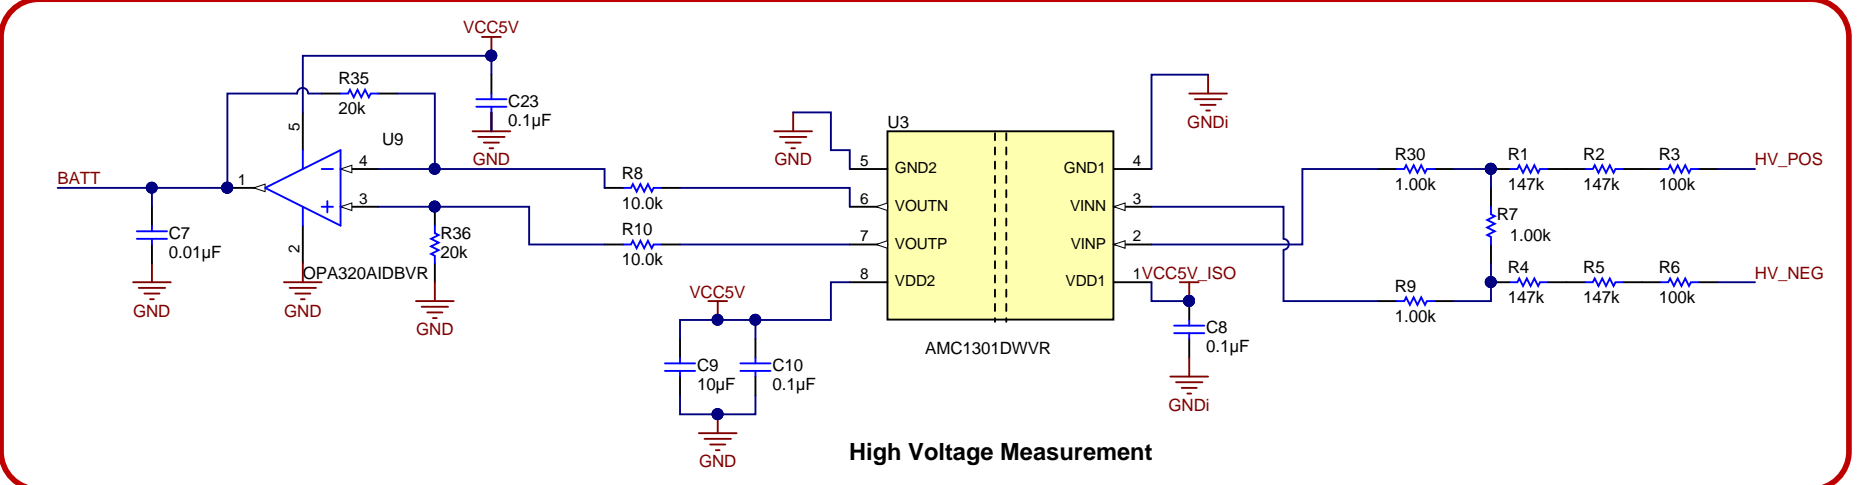 VCC5V
R35
20k
C23
0.1µF
GND
5
U9
4
3
1
2
BATT
C7
0.01µF
GND
OPA320AIDBVR
GND
R36
20k
GND
R8
10.0k
R10
10.0k
GND
U3
5
GND2
6
VOUTN
7
VOUTP
8
VDD2
GND1
4
VINN
3
VINP
2
VDD1
1
AMC1301DWVR
VCC5V
C9
10µF
C10
0.1µF
GND
GNDi
VCC5V_ISO
C8
0.1µF
GNDi
R30
1.00k
R1
147k
R2
147k
R3
100k
HV_POS
R7
1.00k
R9
1.00k
R4
147k
R5
147k
R6
100k
HV_NEG
High Voltage Measurement